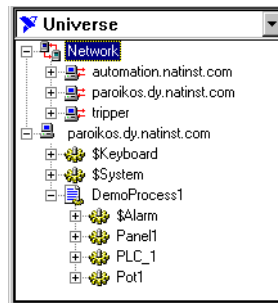 Universe
Network
automation.natinst.com
paroikos.dy.natinst.com
tripper
paroikos.dy.natinst.com
$Keyboard
$System
DemoProcess1
$Alarm
Panel1
PLC_1
Pot1